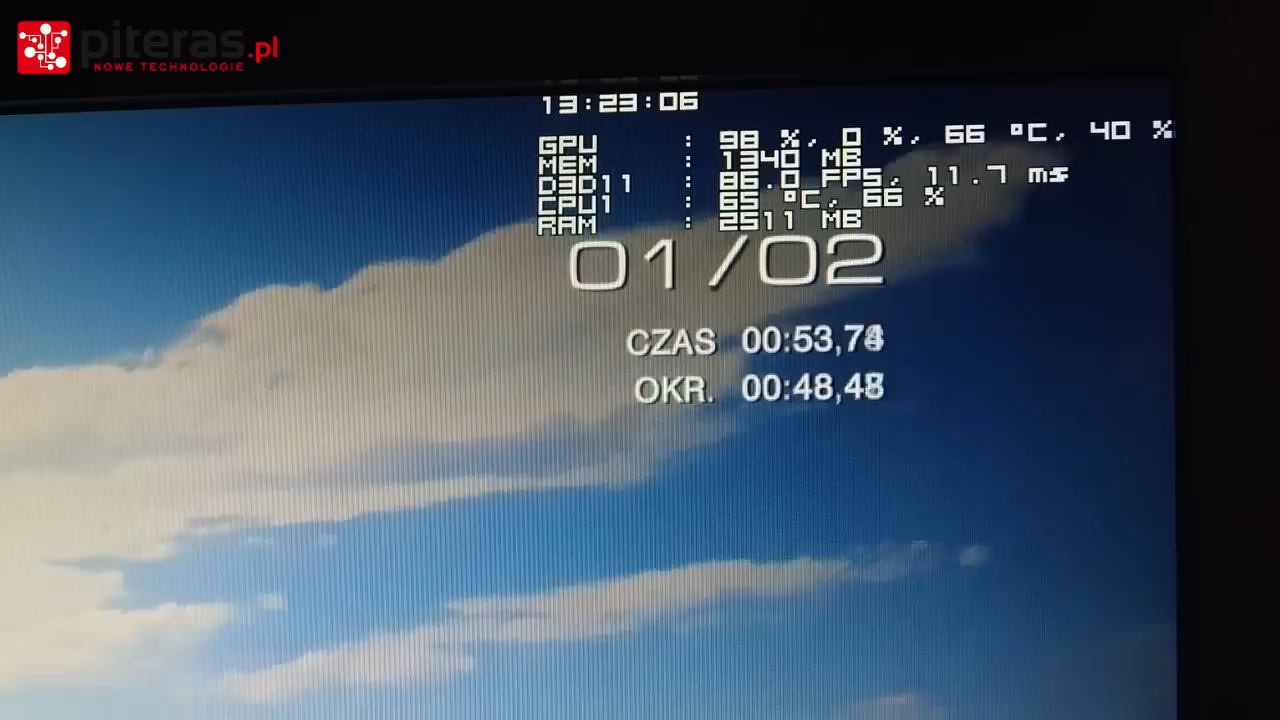 piteras.pl
NOWE TECHNOLOGIE
13:23:06
GPU : 98 %, 0 %, 66 °C, 40 %
MEM : 1340 MB
D3D11 : 86.0 FPS, 11.7 ms
CPU1 : 65 °C, 66 %
RAM : 2511 MB
01/02
CZAS 00:53,74
OKR. 00:48,48